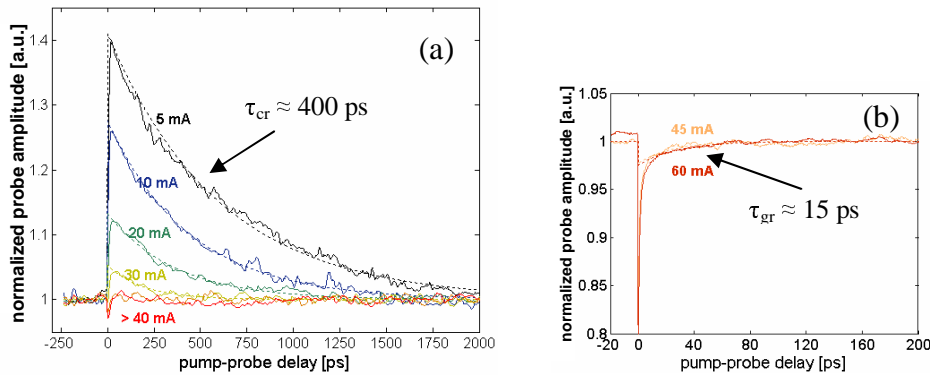 normalized probe amplitude [a.u.]
1.4
1.3
1.2
1.1
1
(a)
5 mA
τcr ≈ 400 ps
10 mA
20 mA
30 mA
> 40 mA
-250 0 250 500 750 1000 1250 1500 1750 2000
pump-probe delay [ps]
normalized probe amplitude [a.u.]
1.05
1
0.95
0.9
0.85
0.8
(b)
45 mA
60 mA
τgr ≈ 15 ps
-20 0 40 80 120 160 200
pump-probe delay [ps]